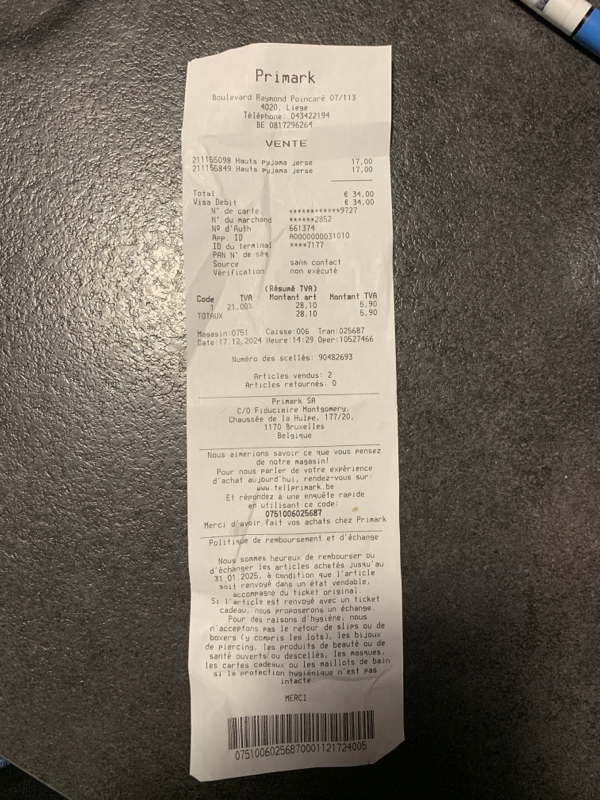 Primark
Boulevard Raymond Poincaré 07/113
4020, Liege
Téléphone: 043422194
BE 0817296264
VENTE
211155098 Hauts pyjama jerse 17,00
211155849 Hauts pyjama jerse 17,00
Total € 34,00
Visa Debit € 34,00
N° de carte ************9727
N° du marchand ******2852
Nº d'Auth 661374
App. ID A0000000031010
ID du terminal ****7177
PAN N° de séq
Source sans contact
Vérification non exécuté
(Résumé TVA)
Code TVA Montant art Montant TVA
1 21.00% 28,10 5,90
TOTAUX 28,10 5,90
Magasin:0751 Caisse:006 Tran:025687
Date:17.12.2024 Heure:14:29 Oper:10527466
Numéro des scellés: 90482693
Articles vendus: 2
Articles retournés: 0
Primark SA
C/O Fiduciaire Montgomery,
Chaussée de la Hulpe, 177/20,
1170 Bruxelles
Belgique
Nous aimerions savoir ce que vous pensez
de notre magasin!
Pour nous parler de votre expérience
d'achat aujourd'hui, rendez-vous sur:
www.tellprimark.be
Et répondez à une enquête rapide
en utilisant ce code:
0751006025687
Merci d'avoir fait vos achats chez Primark
Politique de remboursement et d'échange
Nous sommes heureux de rembourser ou
d'échanger les articles achetés jusqu'au
31.01.2025, à condition que l'article
soit renvoyé dans un état vendable,
accompagné du ticket original.
Si l'article est renvoyé avec un ticket
cadeau, nous proposerons un échange.
Pour des raisons d'hygiène, nous
n'acceptons pas le retour de slips ou de
boxers (y compris les lots), les bijoux
de piercing, les produits de beauté ou de
santé ouverts ou descellés, les masques,
les cartes cadeaux ou les maillots de bain
si la protection hygiénique n'est pas
intacte.
MERCI
07510060256870001121724005